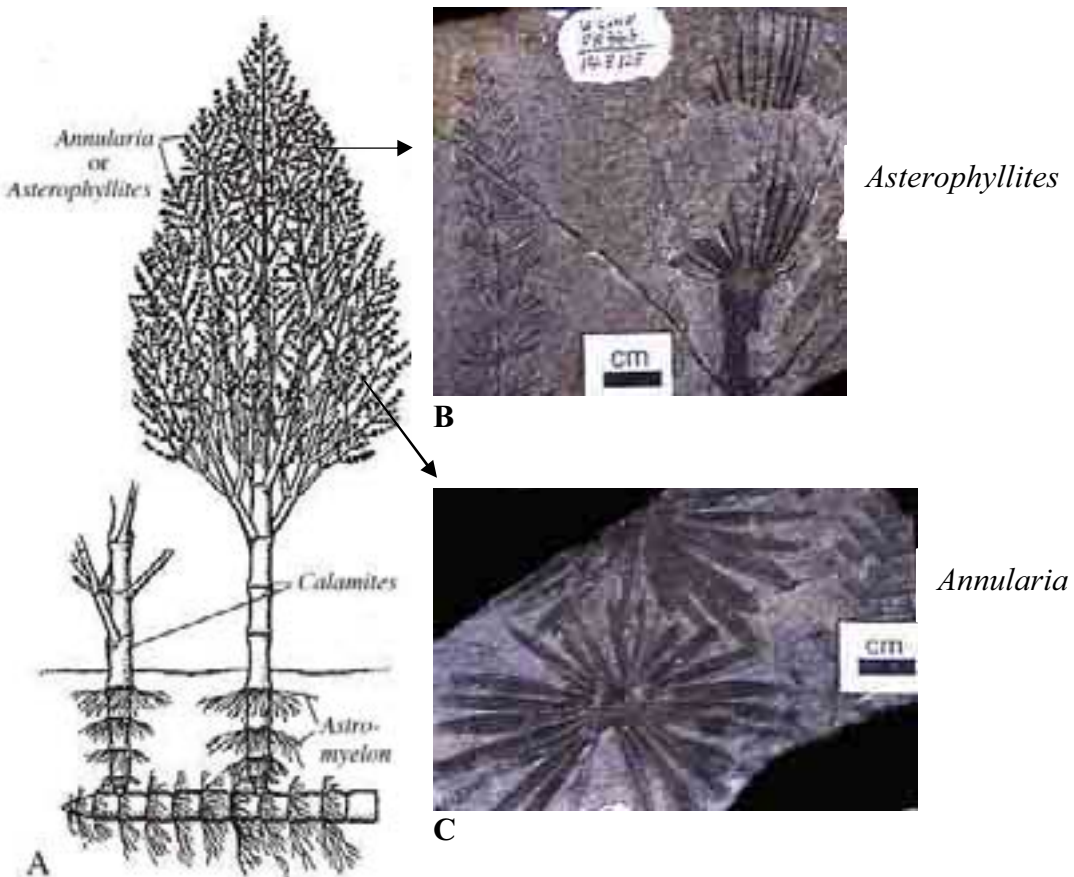 Annularia
or
Asterophyllites
Calamites
Astro-
myelon
A
cm
B
Asterophyllites
cm
C
Annularia